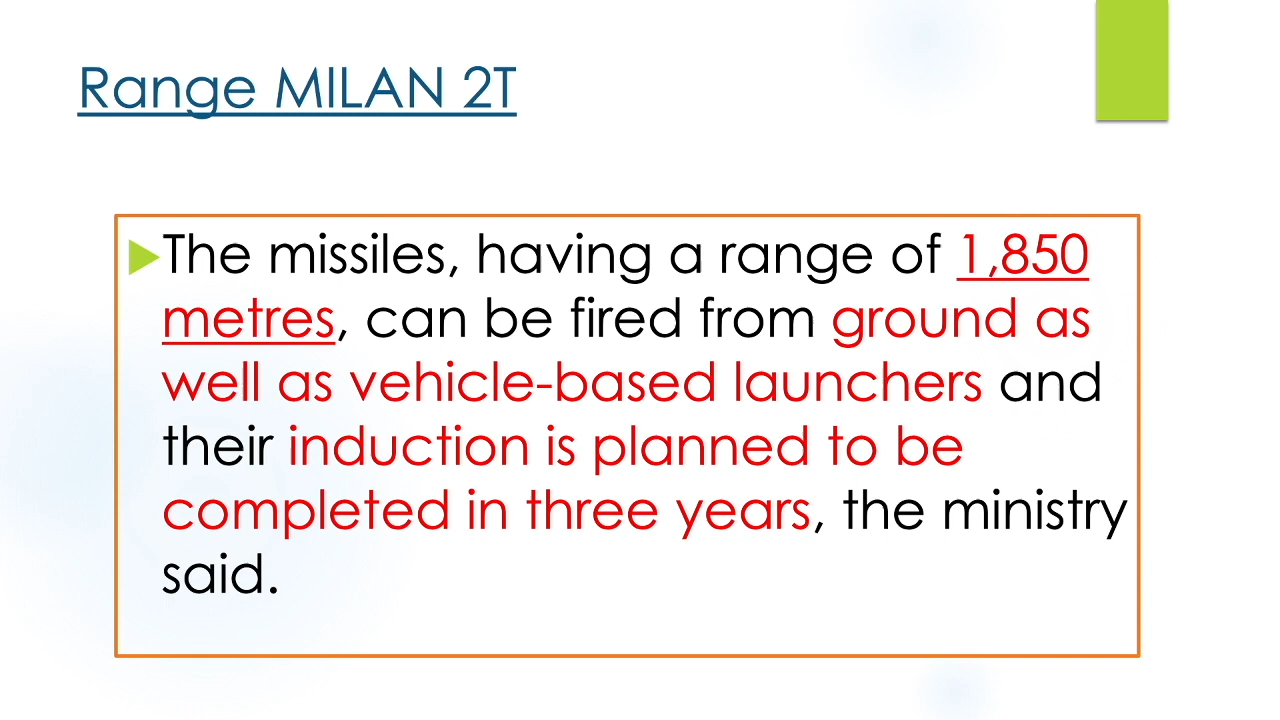 Range MILAN 2T
The missiles, having a range of 1,850
metres, can be fired from ground as
well as vehicle-based launchers and
their induction is planned to be
completed in three years, the ministry
said.